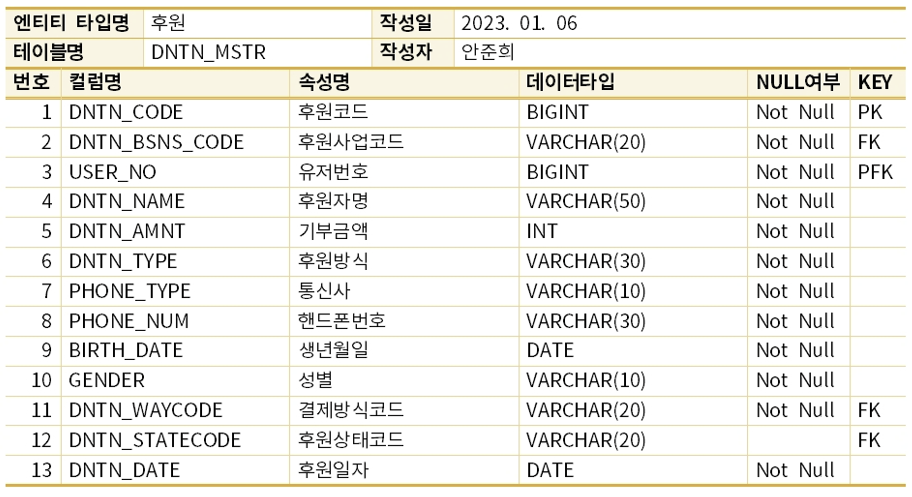 엔티티 타입명 후원 작성일 2023. 01. 06
테이블명 DNTN_MSTR 작성자 안준희
번호 컬럼명 속성명 데이터타입 NULL여부 KEY
1 DNTN_CODE 후원코드 BIGINT Not Null PK
2 DNTN_BSNS_CODE 후원사업코드 VARCHAR(20) Not Null FK
3 USER_NO 유저번호 BIGINT Not Null PFK
4 DNTN_NAME 후원자명 VARCHAR(50) Not Null
5 DNTN_AMNT 기부금액 INT Not Null
6 DNTN_TYPE 후원방식 VARCHAR(30) Not Null
7 PHONE_TYPE 통신사 VARCHAR(10) Not Null
8 PHONE_NUM 핸드폰번호 VARCHAR(30) Not Null
9 BIRTH_DATE 생년월일 DATE Not Null
10 GENDER 성별 VARCHAR(10) Not Null
11 DNTN_WAYCODE 결제방식코드 VARCHAR(20) Not Null FK
12 DNTN_STATECODE 후원상태코드 VARCHAR(20) FK
13 DNTN_DATE 후원일자 DATE Not Null